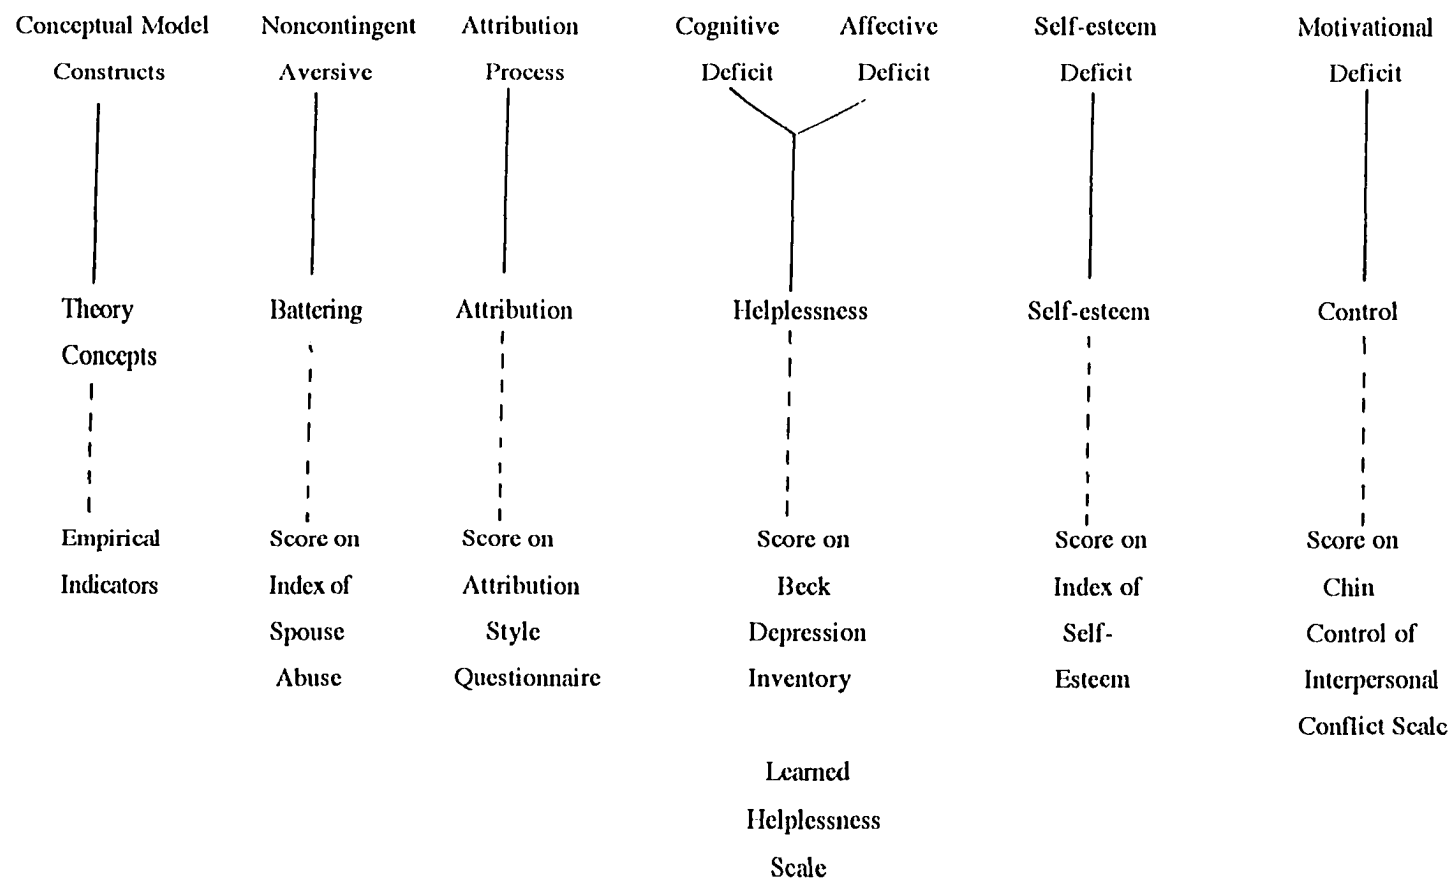 Conceptual Model Noncontingent Attribution Cognitive Affective Self-esteem Motivational
Constructs Aversive Process Deficit Deficit Deficit Deficit
Theory Battering Attribution Helplessness Self-esteem Control
Concepts
Empirical Score on Score on Score on Score on Score on
Indicators Index of Attribution Beck Index of Chin
Spouse Style Depression Self- Control of
Abuse Questionnaire Inventory Esteem Interpersonal
Conflict Scale
Learned
Helplessness
Scale